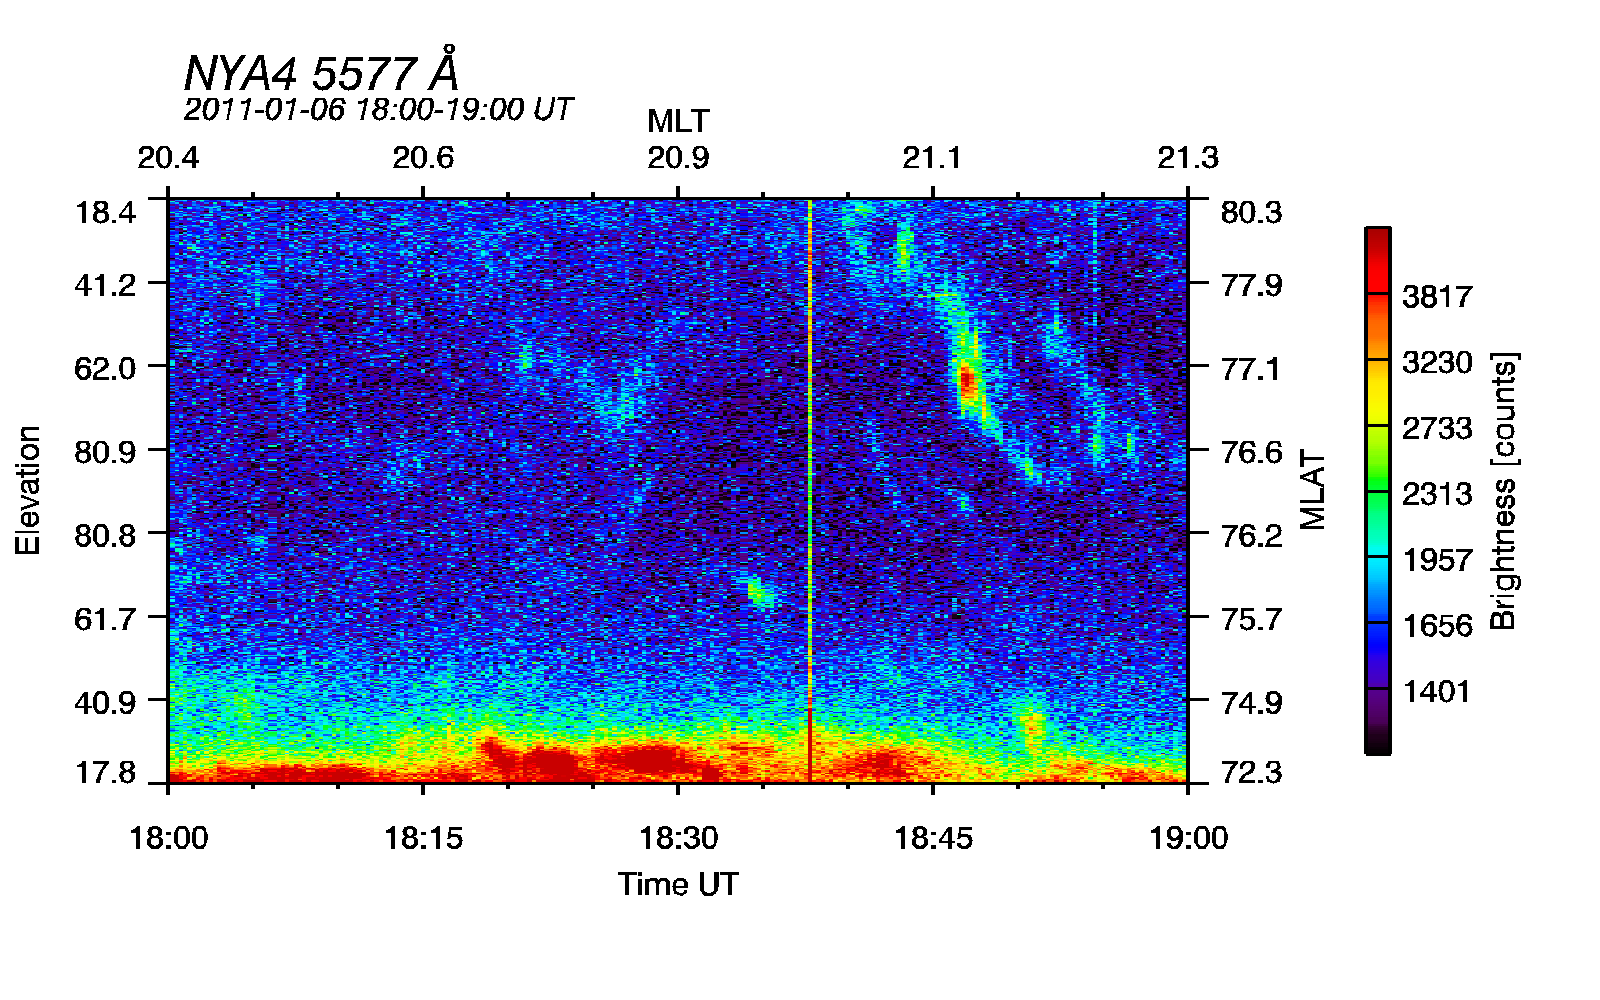 NYA4 5577 Å
2011-01-06 18:00-19:00 UT
MLT
20.4 20.6 20.9 21.1 21.3
18.4
41.2
62.0
80.9
80.8
61.7
40.9
17.8
Elevation
80.3
77.9
77.1
76.6
76.2
75.7
74.9
72.3
MLAT
3817
3230
2733
2313
1957
1656
1401
Brightness [counts]
18:00 18:15 18:30 18:45 19:00
Time UT